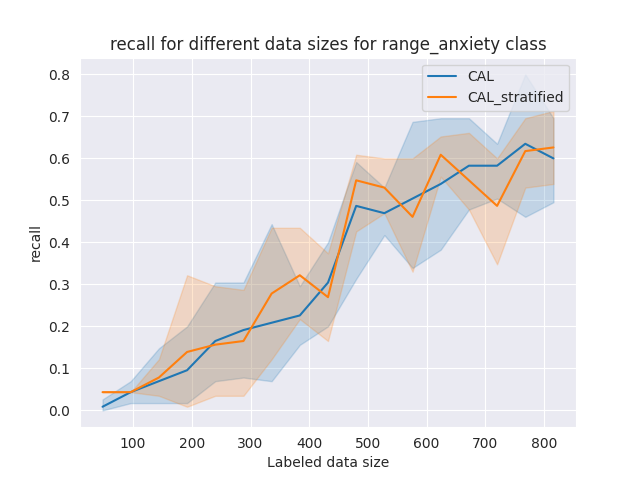 recall for different data sizes for range_anxiety class
CAL
CAL_stratified
recall
0.8
0.7
0.6
0.5
0.4
0.3
0.2
0.1
0.0
100 200 300 400 500 600 700 800
Labeled data size